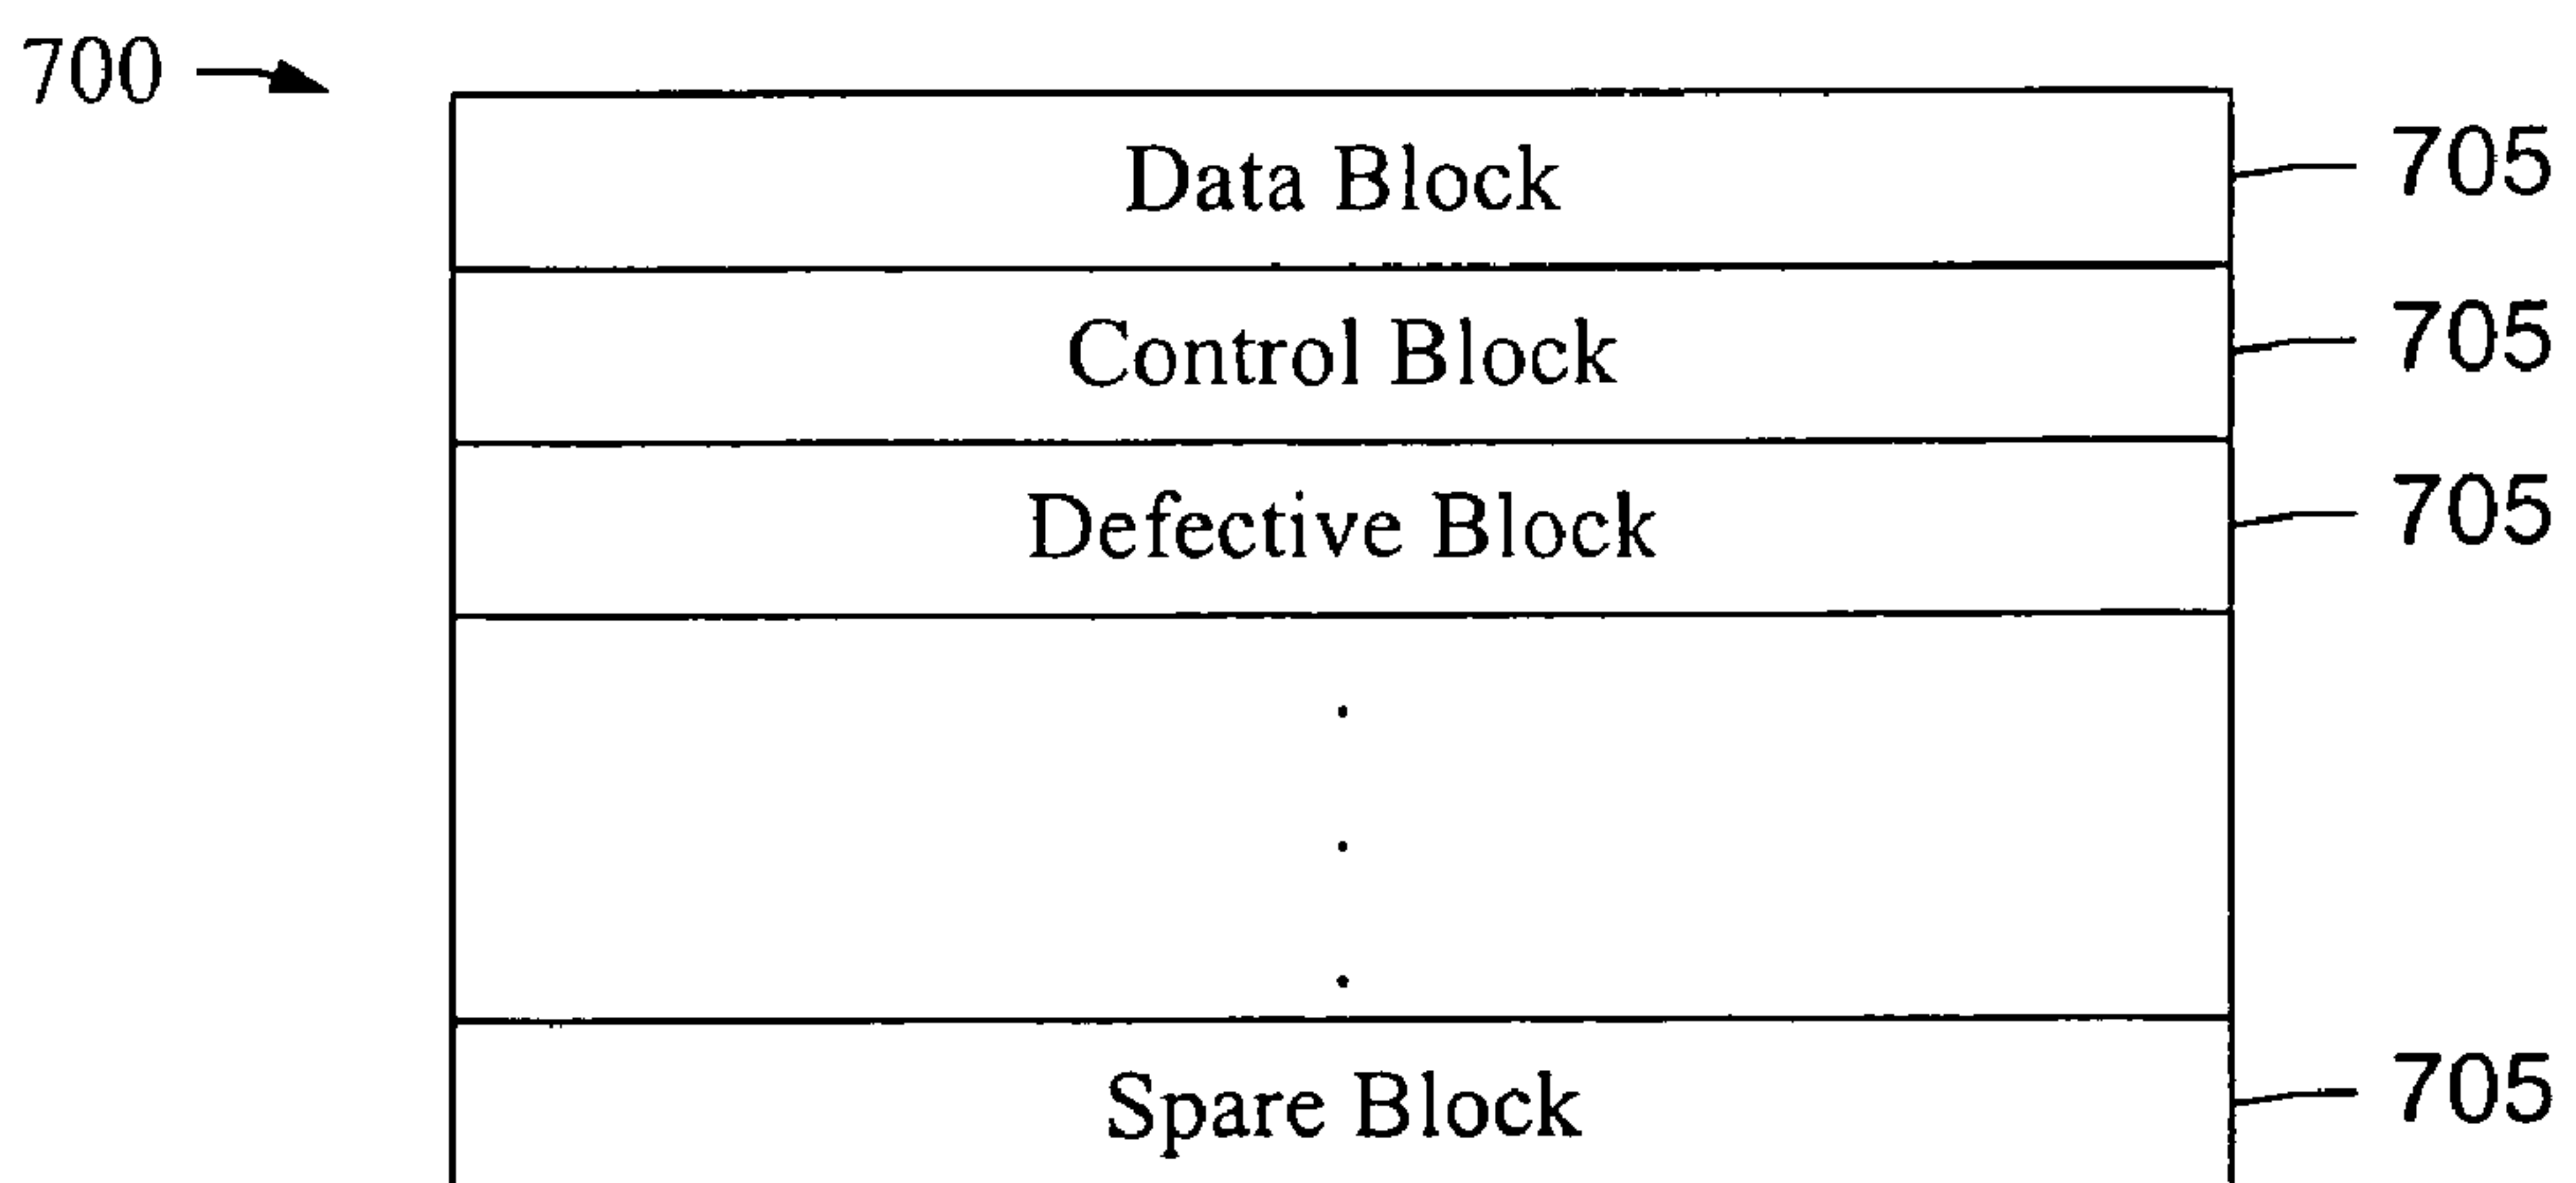 700
Data Block 705
Control Block 705
Defective Block 705
.
.
.
Spare Block 705